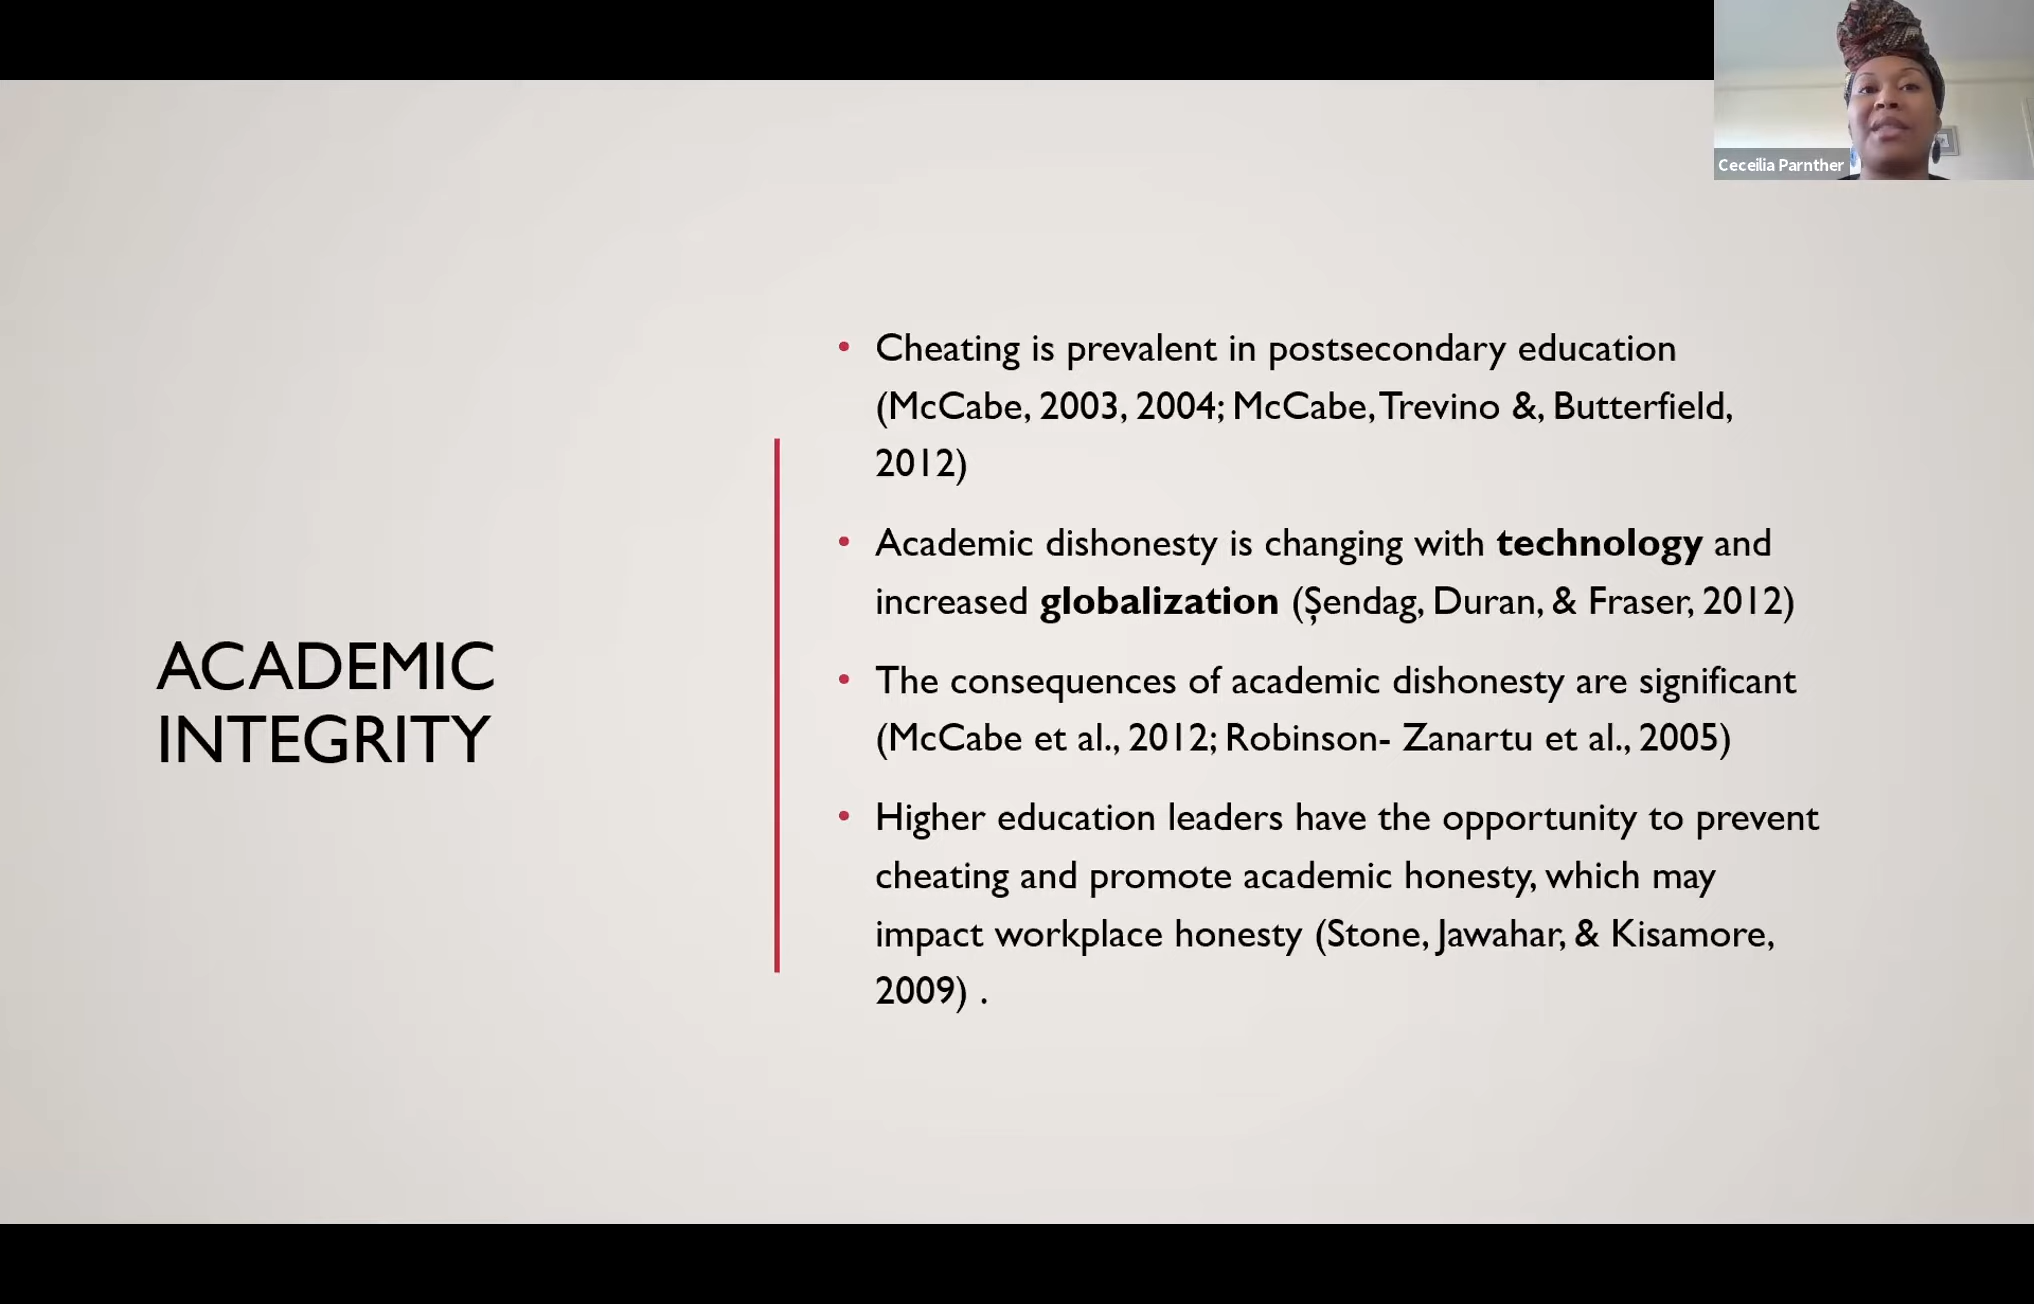 Ceceilia Parnther
ACADEMIC
INTEGRITY
• Cheating is prevalent in postsecondary education
(McCabe, 2003, 2004; McCabe, Trevino &, Butterfield,
2012)
• Academic dishonesty is changing with technology and
increased globalization (Şendag, Duran, & Fraser, 2012)
• The consequences of academic dishonesty are significant
(McCabe et al., 2012; Robinson- Zanartu et al., 2005)
• Higher education leaders have the opportunity to prevent
cheating and promote academic honesty, which may
impact workplace honesty (Stone, Jawahar, & Kisamore,
2009) .